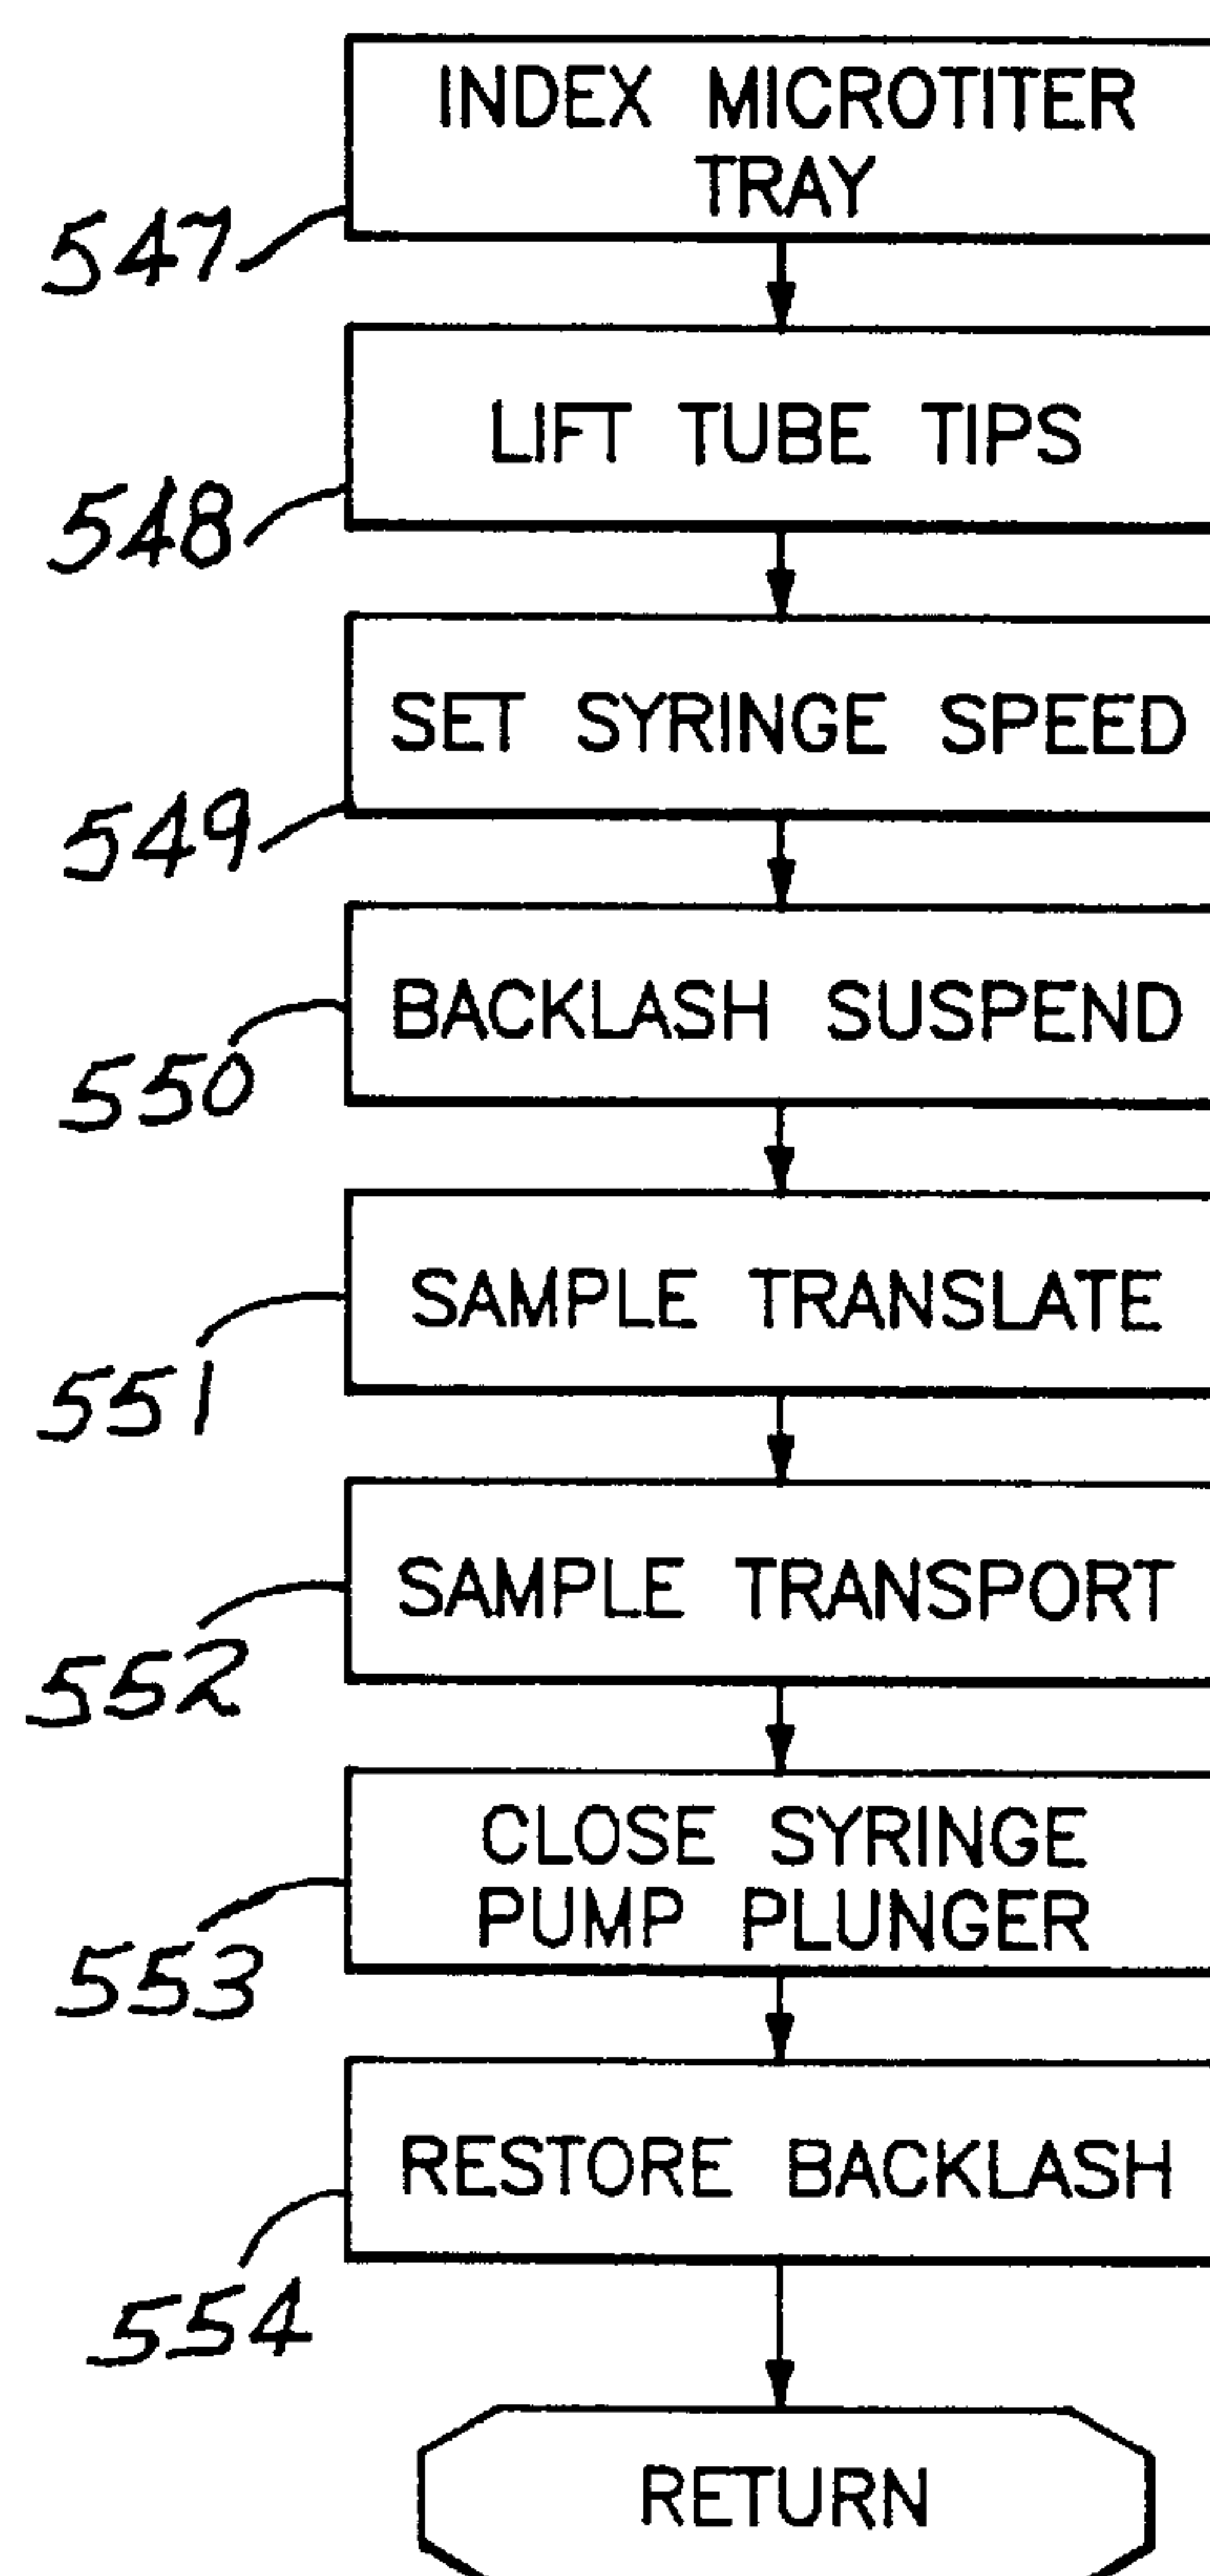 INDEX MICROTITER
TRAY
547
LIFT TUBE TIPS
548
SET SYRINGE SPEED
549
BACKLASH SUSPEND
550
SAMPLE TRANSLATE
551
SAMPLE TRANSPORT
552
CLOSE SYRINGE
PUMP PLUNGER
553
RESTORE BACKLASH
554
RETURN